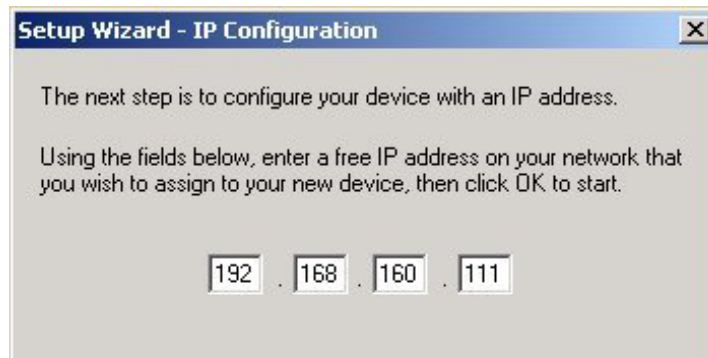 Setup Wizard - IP Configuration
The next step is to configure your device with an IP address.
Using the fields below, enter a free IP address on your network that
you wish to assign to your new device, then click OK to start.
192 . 168 . 160 . 111